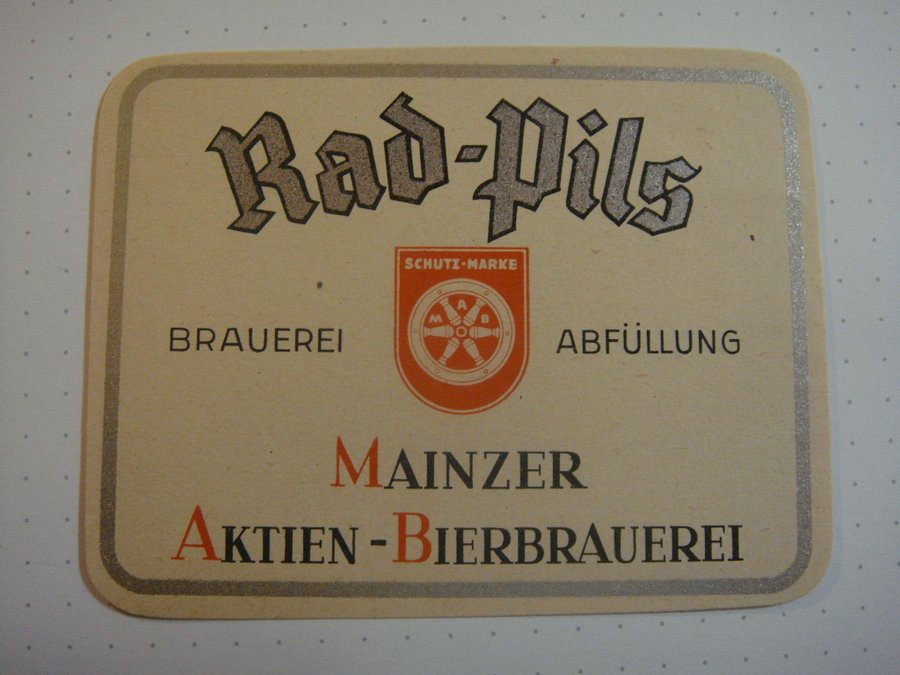 Rad-Pils
SCHUTZ-MARKE
M A B
BRAUEREI ABFÜLLUNG
MAINZER
AKTIEN-BIERBRAUEREI